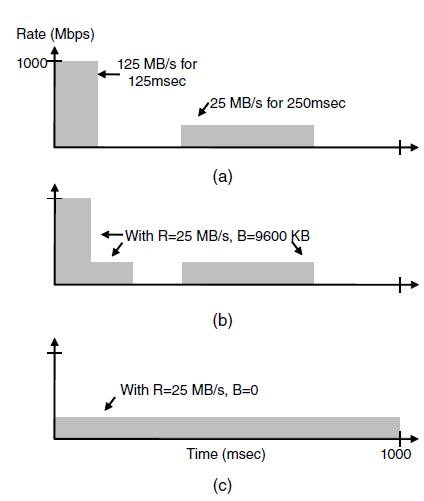 Rate (Mbps)
1000
125 MB/s for
125msec
25 MB/s for 250msec
(a)
With R=25 MB/s, B=9600 KB
(b)
With R=25 MB/s, B=0
Time (msec)
1000
(c)